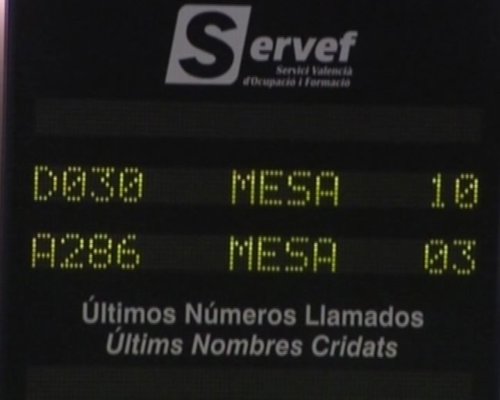 Servef
Servici Valencià
d'Ocupació i Formació
D030 MESA 10
A286 MESA 03
Últimos Números Llamados
Últims Nombres Cridats